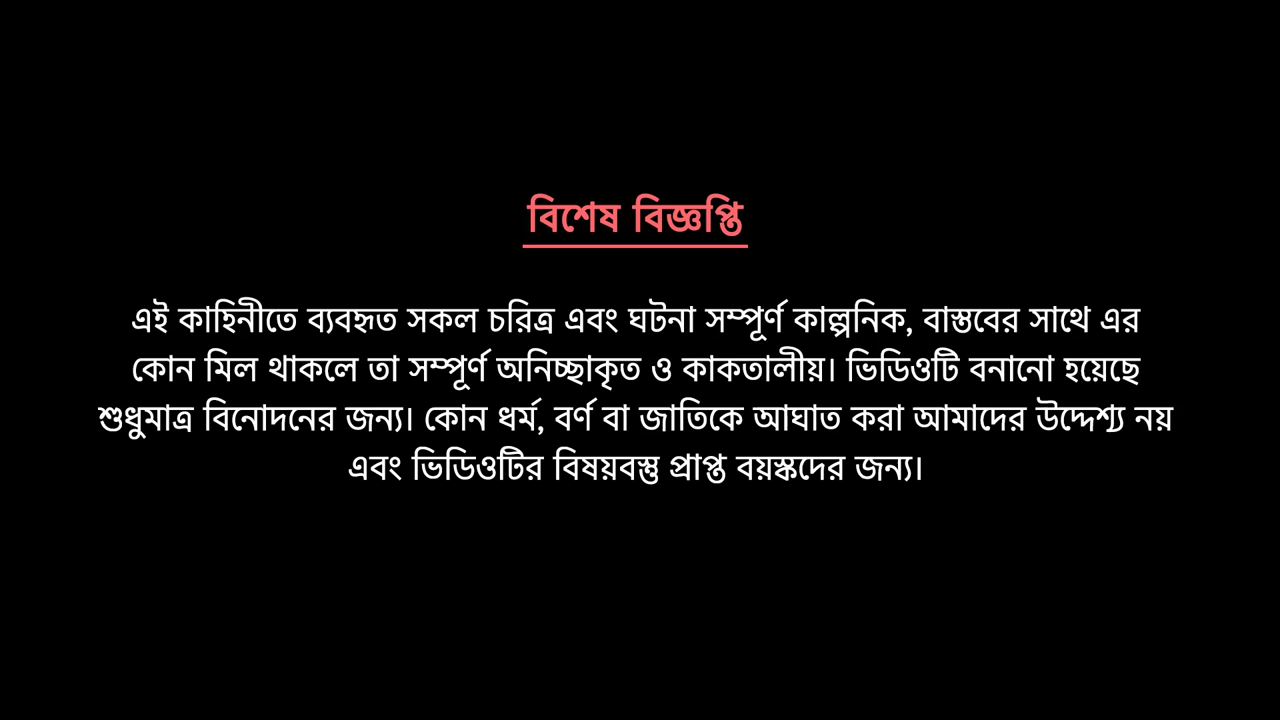 বিশেষ বিজ্ঞপ্তি
এই কাহিনীতে ব্যবহৃত সকল চরিত্র এবং ঘটনা সম্পূর্ণ কাল্পনিক, বাস্তবের সাথে এর
কোন মিল থাকলে তা সম্পূর্ণ অনিচ্ছাকৃত ও কাকতালীয়। ভিডিওটি বনানো হয়েছে
শুধুমাত্র বিনোদনের জন্য। কোন ধর্ম, বর্ণ বা জাতিকে আঘাত করা আমাদের উদ্দেশ্য নয়
এবং ভিডিওটির বিষয়বস্তু প্রাপ্ত বয়স্কদের জন্য।